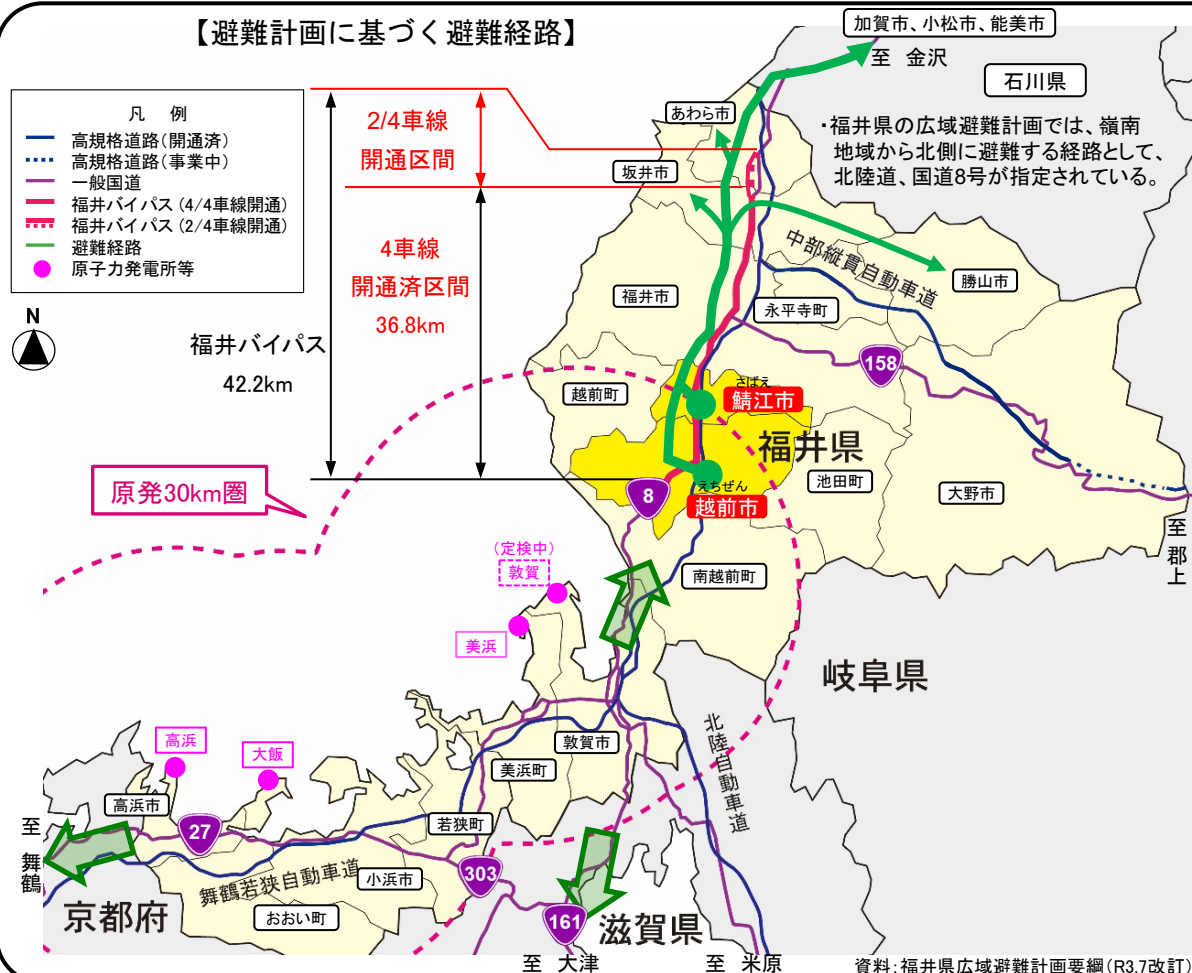 【避難計画に基づく避難経路】
加賀市、小松市、能美市
至 金沢
石川県
・福井県の広域避難計画では、嶺南
地域から北側に避難する経路として、
北陸道、国道8号が指定されている。
凡 例
高規格道路(開通済)
高規格道路(事業中)
一般国道
福井バイパス (4/4車線開通)
福井バイパス (2/4車線開通)
避難経路
原子力発電所等
N
2/4車線
開通区間
4車線
開通済区間
36.8km
福井バイパス
42.2km
あわら市
坂井市
中部縦貫自動車道
勝山市
福井市
永平寺町
158
越前町
さばえ
鯖江市
福井県
池田町
大野市
えちぜん
越前市
8
至 郡上
原発30km圏
(定検中)
敦賀
美浜
南越前町
岐阜県
北陸自動車道
高浜
大飯
敦賀市
美浜町
高浜市
若狭町
27
至 舞鶴
舞鶴若狭自動車道
小浜市
303
おおい町
京都府
161
滋賀県
至 大津
至 米原
資料:福井県広域避難計画要綱(R3.7改訂)